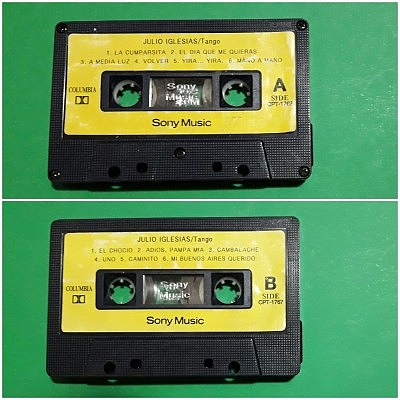 JULIO IGLESIAS/Tango
1. LA CUMPARSITA 2. EL DIA QUE ME QUIERAS
3. A MEDIA LUZ 4. VOLVER 5. YIRA... YIRA. 6. MANO A MANO
COLUMBIA
Sony
Music
A
SIDE
CPT-1767
Sony Music
JULIO IGLESIAS/Tango
1. EL CHOCIO 2. ADIOS, PAMPA MIA 3. CAMBALACHE
4. UNO 5. CAMINITO 6. MI BUENOS AIRES QUERIDO
COLUMBIA
Sony
Music
B
SIDE
CPT-1767
Sony Music